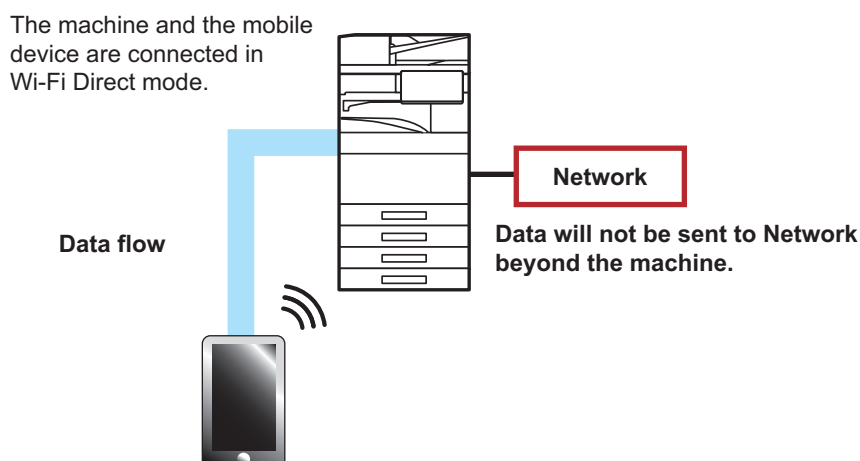 The machine and the mobile
device are connected in
Wi-Fi Direct mode.
Network
Data flow
Data will not be sent to Network
beyond the machine.